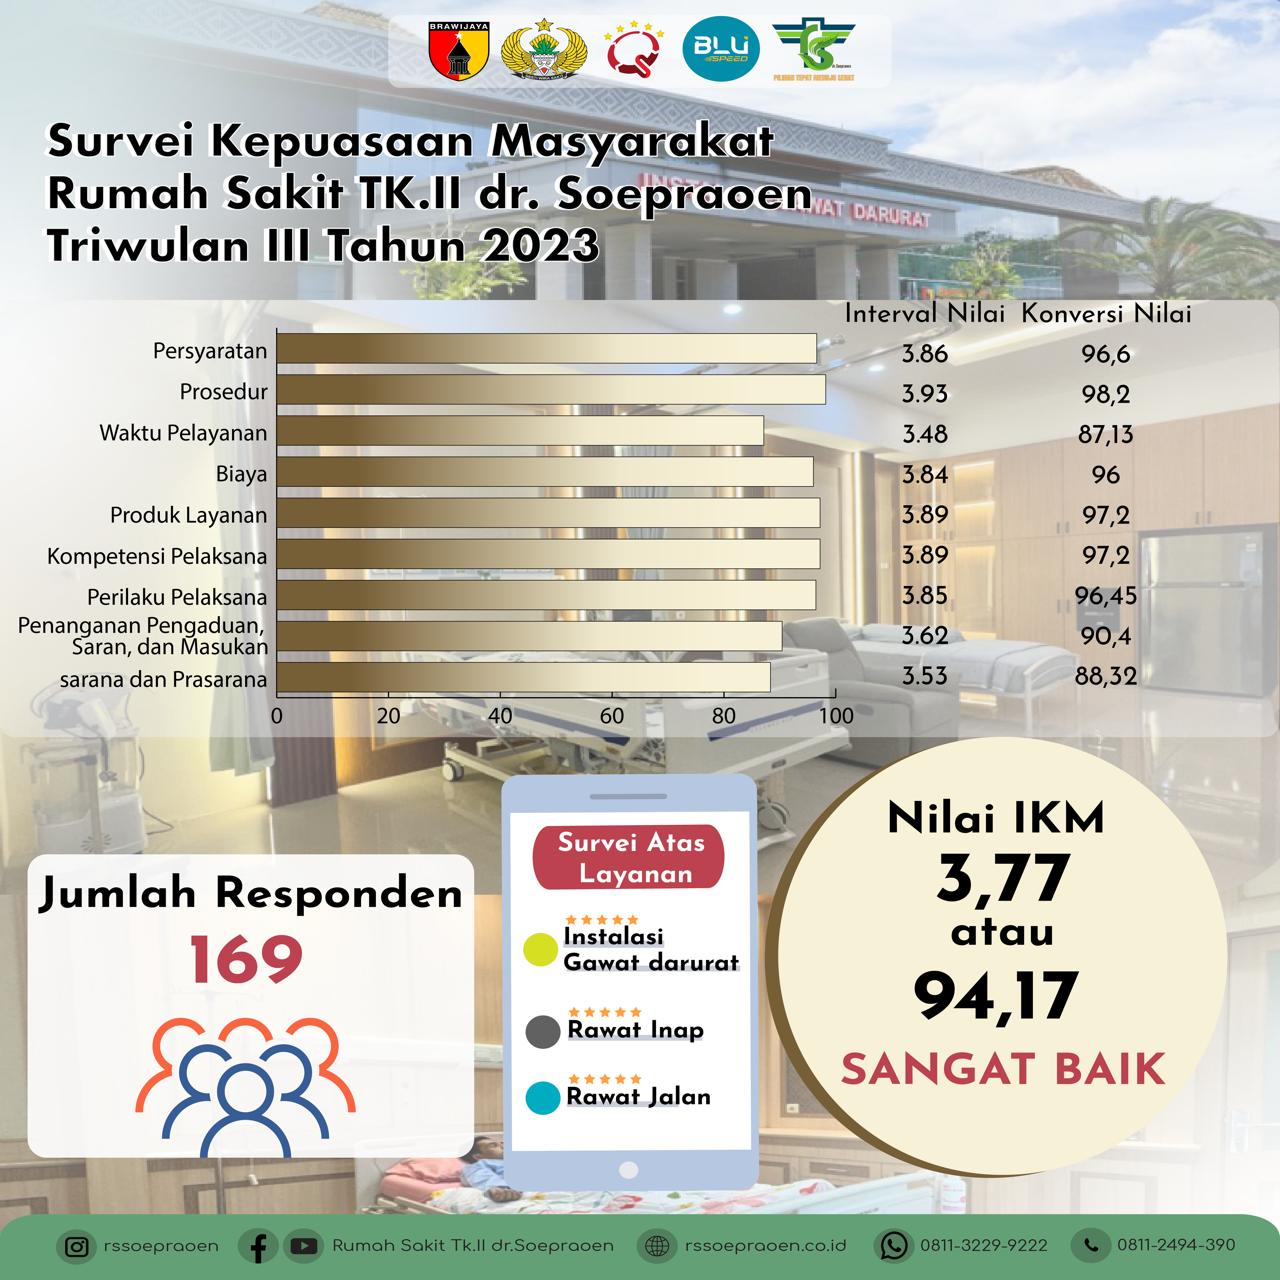 BRAWIJAYA
BLU
SPEED
Survei Kepuasaan Masyarakat
Rumah Sakit TK.II dr. Soepraoen
Triwulan III Tahun 2023
DARURAT
Interval Nilai Konversi Nilai
Persyaratan 3.86 96,6
Prosedur 3.93 98,2
Waktu Pelayanan 3.48 87,13
Biaya 3.84 96
Produk Layanan 3.89 97,2
Kompetensi Pelaksana 3.89 97,2
Perilaku Pelaksana 3.85 96,45
Penanganan Pengaduan,
Saran, dan Masukan 3.62 90,4
sarana dan Prasarana 3.53 88,32
0 20 40 60 80 100
Jumlah Responden
169
Survei Atas
Layanan
Instalasi
Gawat darurat
Rawat Inap
Rawat Jalan
Nilai IKM
3,77
atau
94,17
SANGAT BAIK
rssoepraoen Rumah Sakit Tk.II dr.Soepraoen rssoepraoen.co.id 0811-3229-9222 0811-2494-390